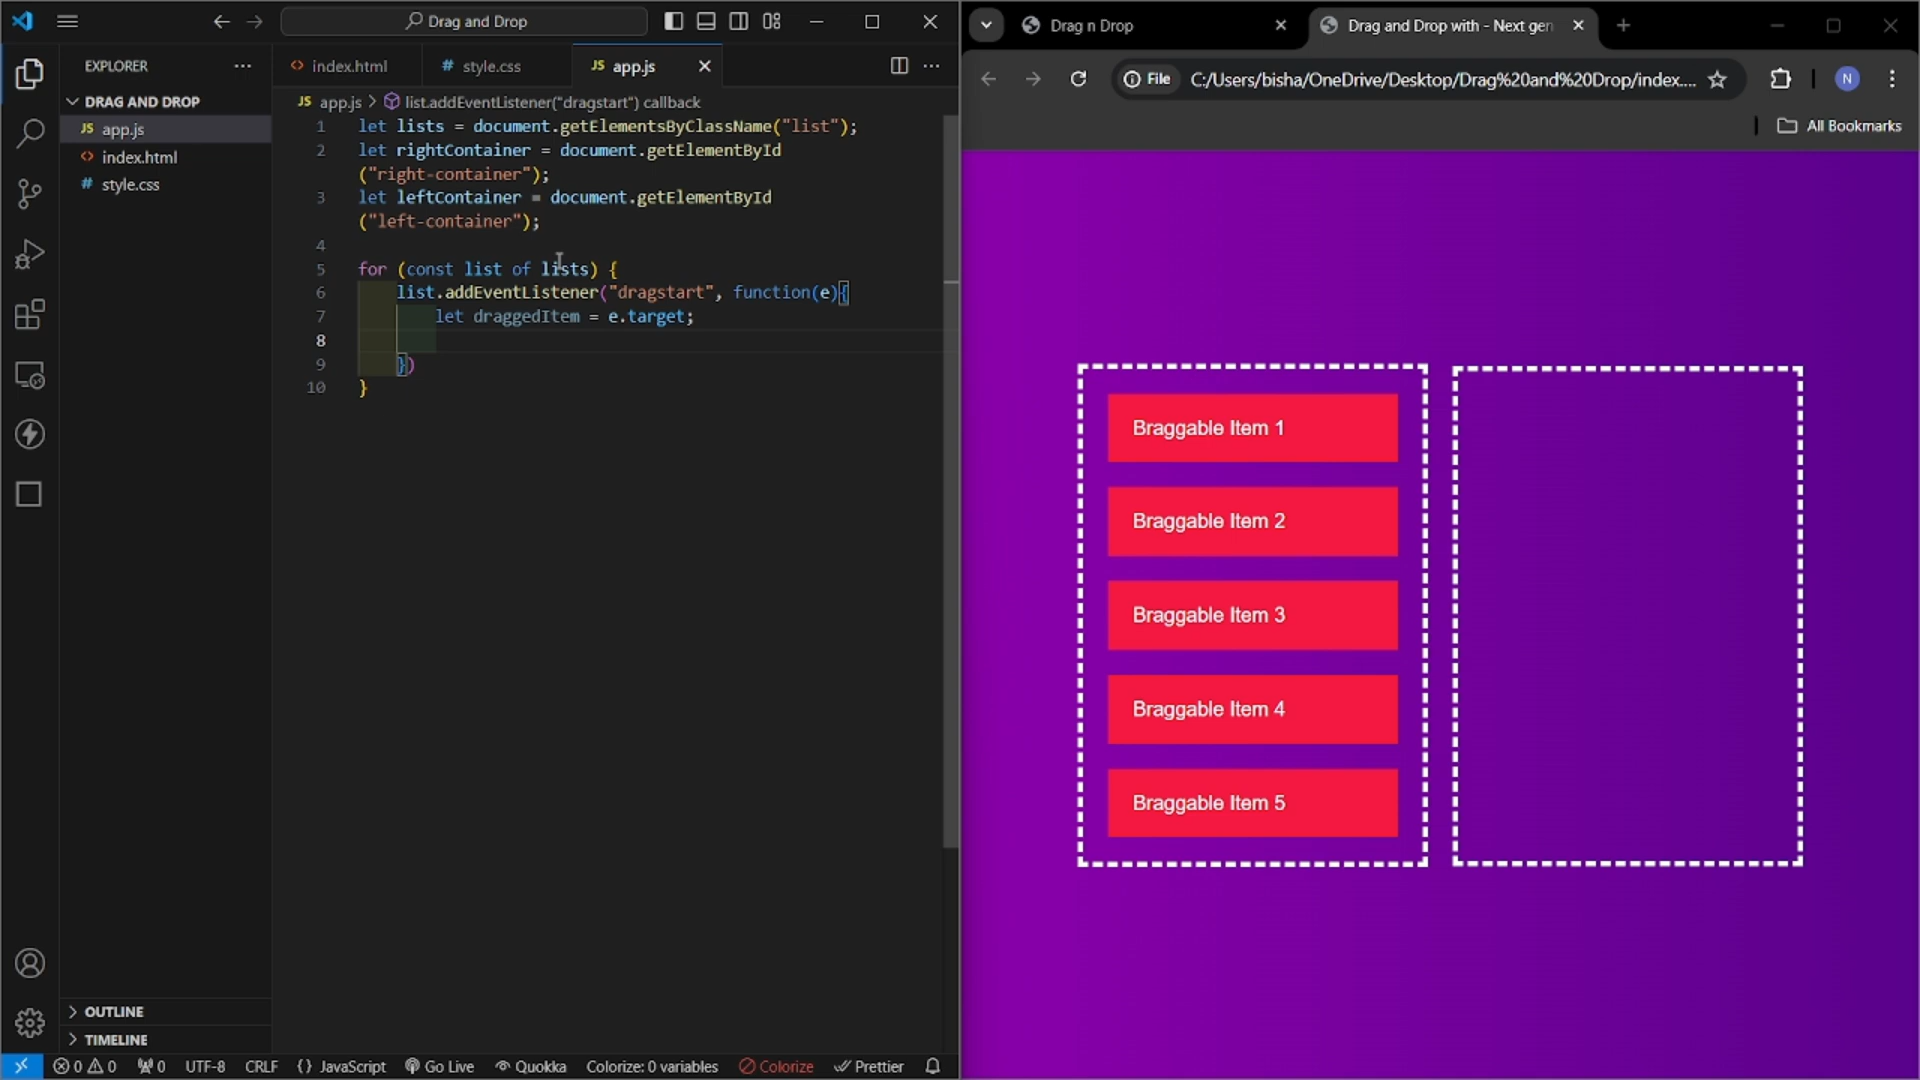 Drag and Drop
EXPLORER
DRAG AND DROP
JS app.js
<> index.html
# style.css
OUTLINE
TIMELINE
<> index.html
# style.css
JS app.js
JS app.js > list.addEventListener("dragstart") callback
1 let lists = document.getElementsByClassName("list");
2 let rightContainer = document.getElementById
("right-container");
3 let leftContainer = document.getElementById
("left-container");
4
5 for (const list of lists) {
6 list.addEventListener("dragstart", function(e){
7 let draggedItem = e.target;
8
9 })
10 }
0 0 0 UTF-8 CRLF {} JavaScript Go Live Quokka Colorize: 0 variables Colorize Prettier
Drag n Drop
Drag and Drop with - Next gen
File C:/Users/bisha/OneDrive/Desktop/Drag%20and%20Drop/index....
N
All Bookmarks
Braggable Item 1
Braggable Item 2
Braggable Item 3
Braggable Item 4
Braggable Item 5